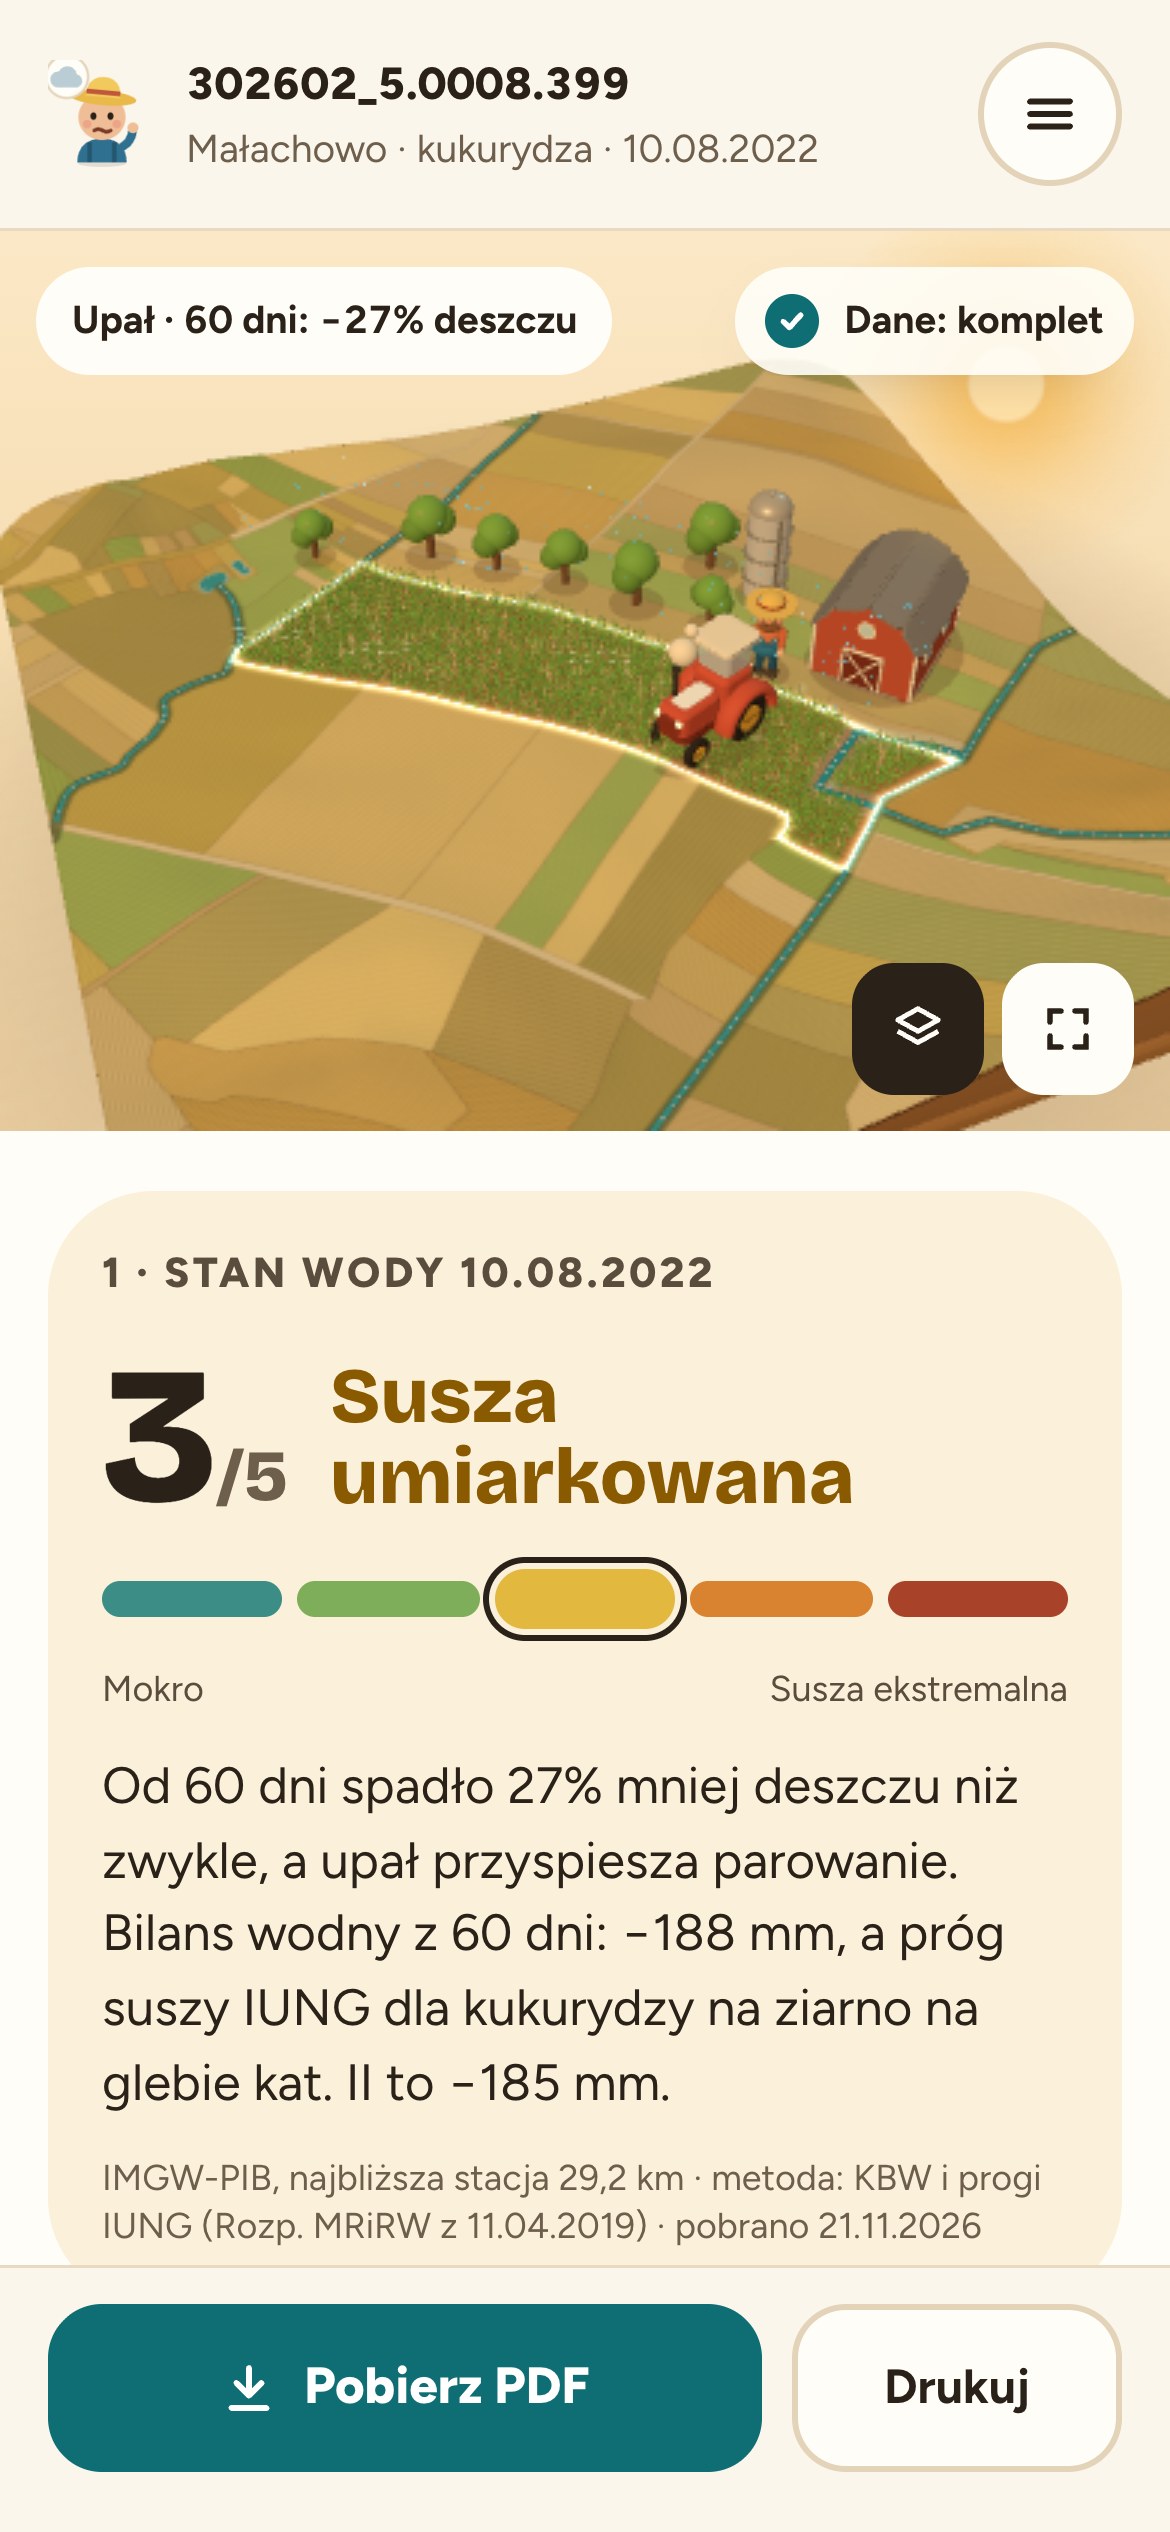 302602_5.0008.399
Małachowo · kukurydza · 10.08.2022
Upał · 60 dni: −27% deszczu
Dane: komplet
1 · STAN WODY 10.08.2022
3/5
Susza
umiarkowana
Mokro
Susza ekstremalna
Od 60 dni spadło 27% mniej deszczu niż
zwykle, a upał przyspiesza parowanie.
Bilans wodny z 60 dni: −188 mm, a próg
suszy IUNG dla kukurydzy na ziarno na
glebie kat. II to −185 mm.
IMGW-PIB, najbliższa stacja 29,2 km · metoda: KBW i progi
IUNG (Rozp. MRiRW z 11.04.2019) · pobrano 21.11.2026
Pobierz PDF
Drukuj